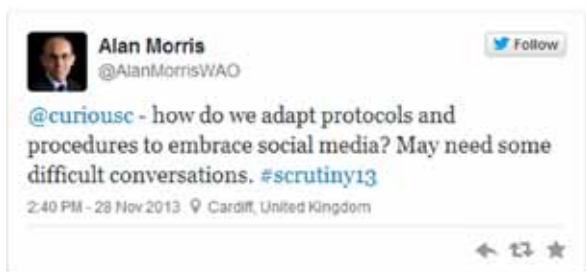 Alan Morris
@AlanMorrisWAO
Follow
@curiousc - how do we adapt protocols and
procedures to embrace social media? May need some
difficult conversations. #scrutiny13
2:40 PM - 28 Nov 2013 Cardiff, United Kingdom